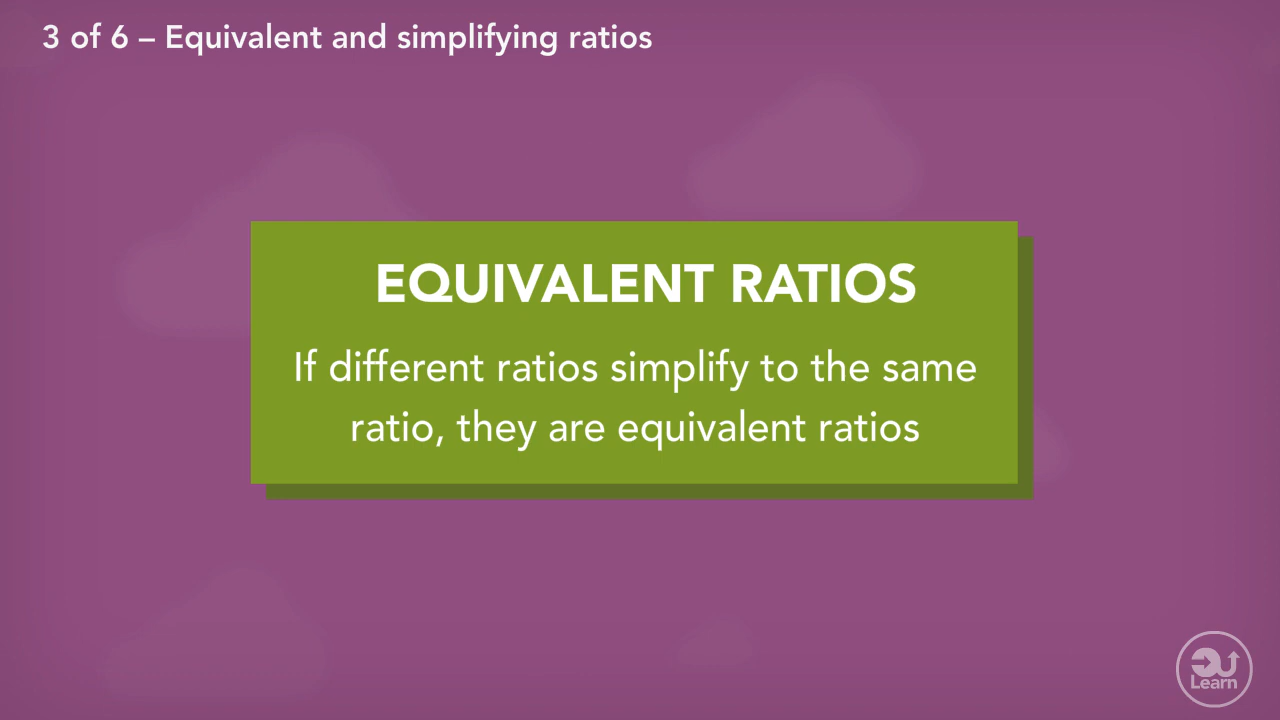 3 of 6 – Equivalent and simplifying ratios
EQUIVALENT RATIOS
If different ratios simplify to the same
ratio, they are equivalent ratios
Learn